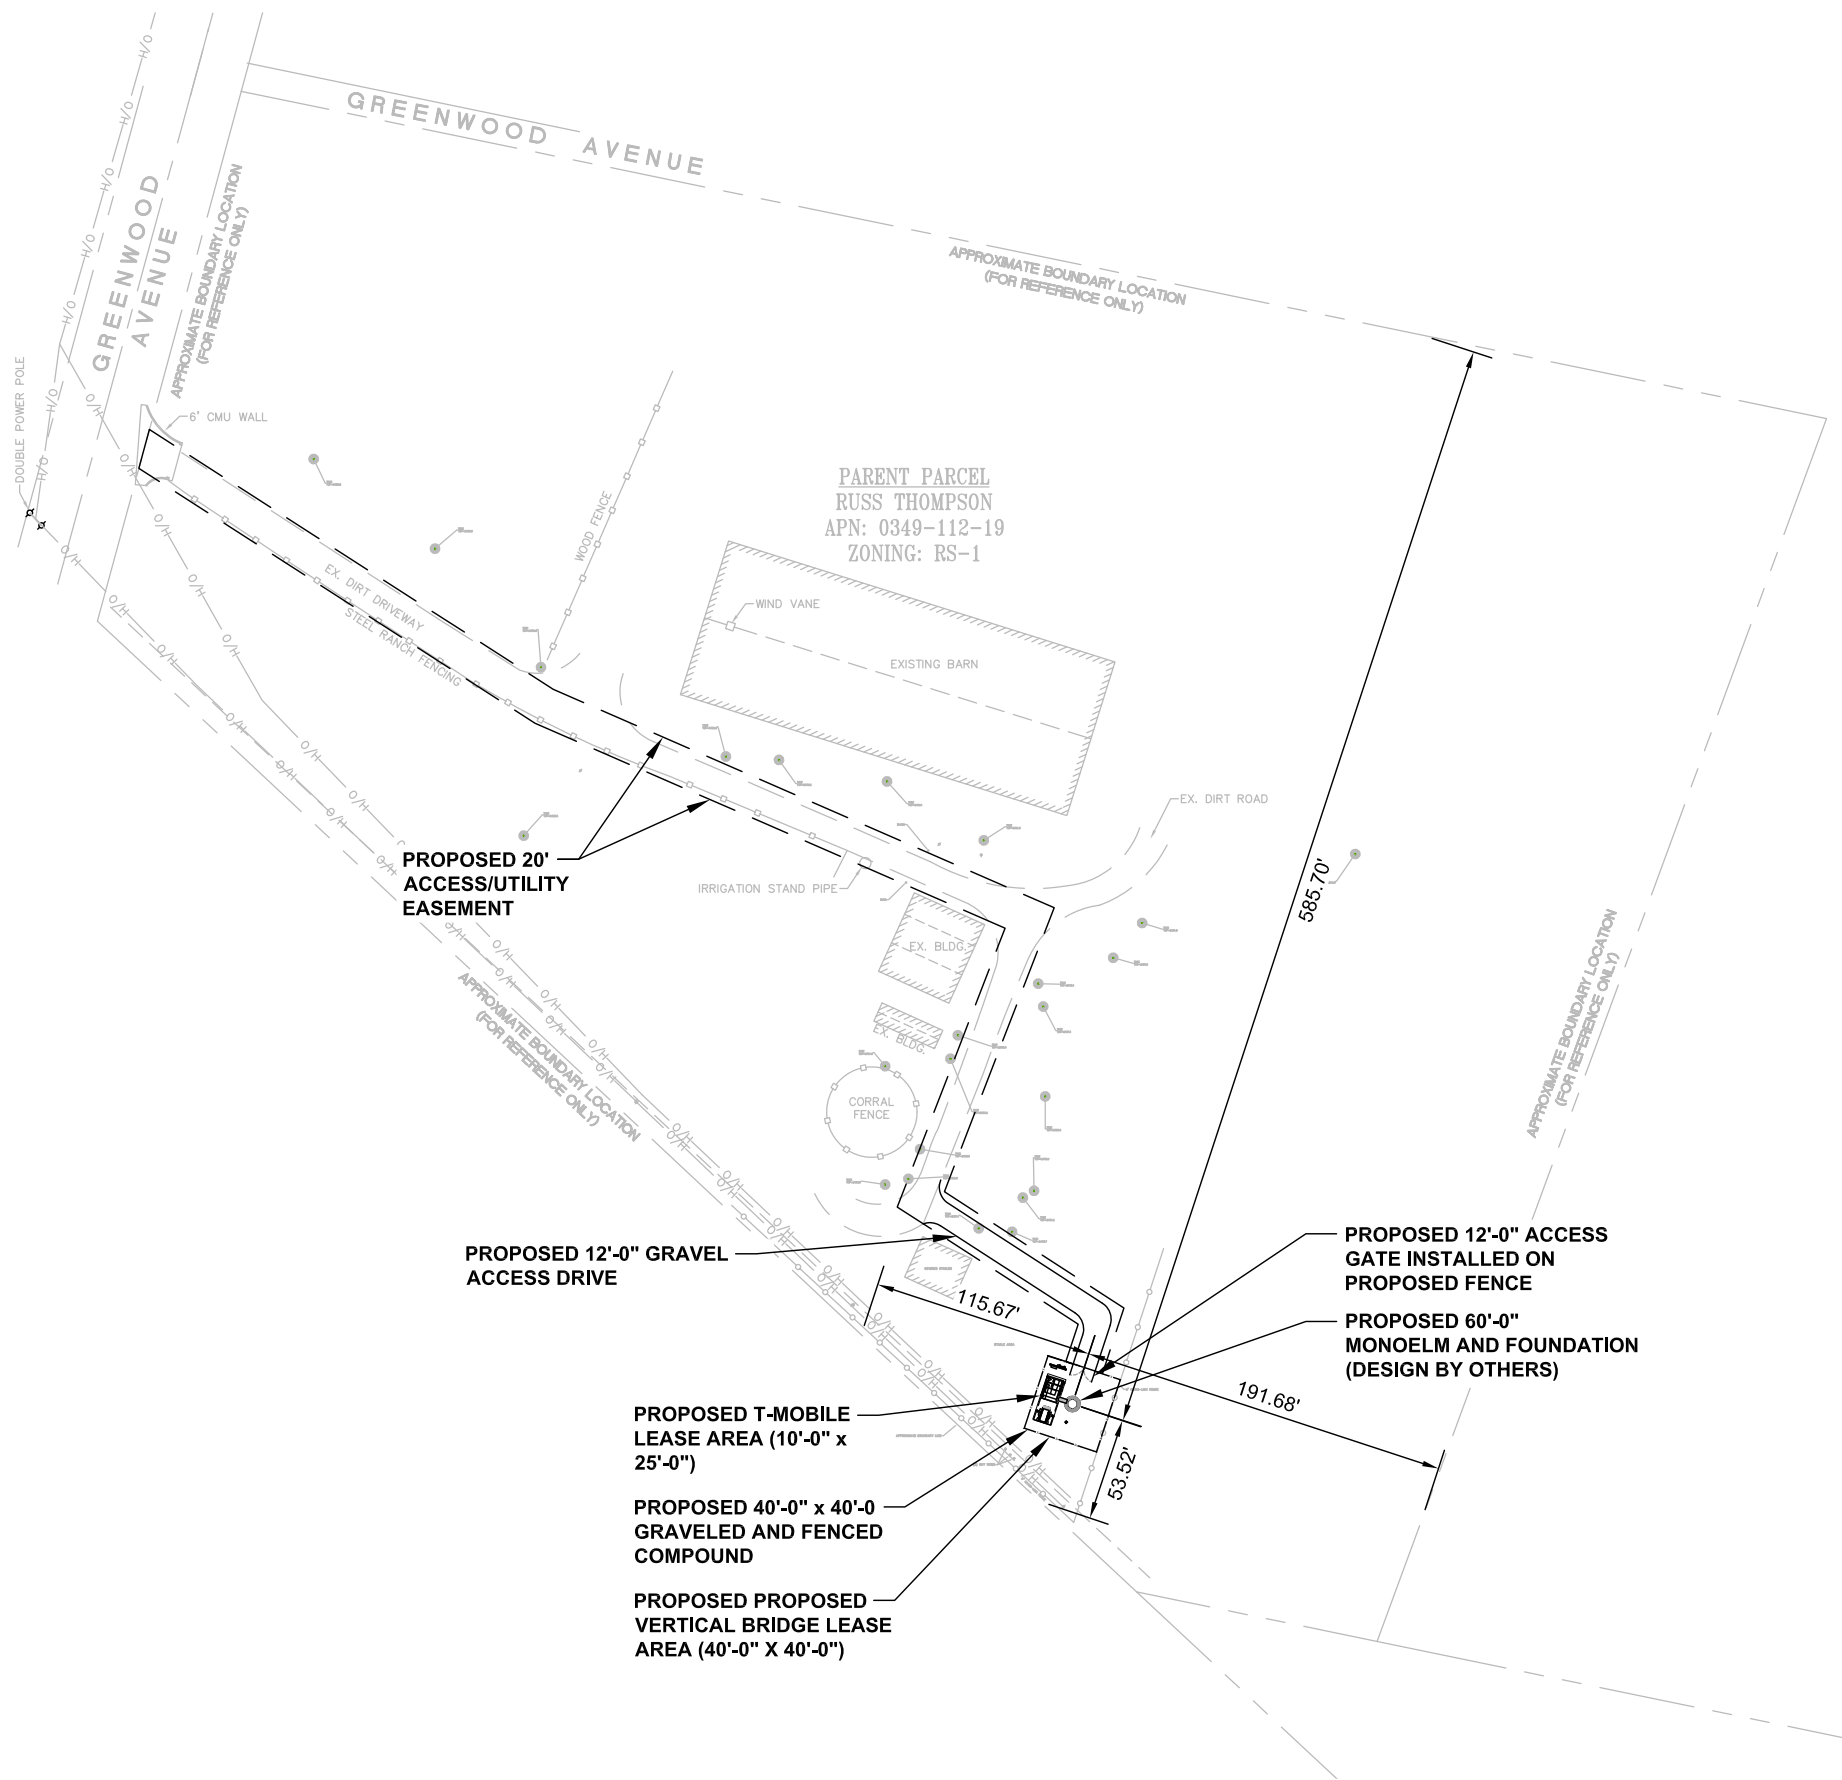 GREENWOOD AVENUE
GREENWOOD
AVENUE
APPROXIMATE BOUNDARY LOCATION
(FOR REFERENCE ONLY)
APPROXIMATE BOUNDARY LOCATION
(FOR REFERENCE ONLY)
DOUBLE POWER POLE
6' CMU WALL
WOOD FENCE
PARENT PARCEL
RUSS THOMPSON
APN: 0349-112-19
ZONING: RS-1
EX. DIRT DRIVEWAY
STEEL RANCH FENCING
WIND VANE
EXISTING BARN
EX. DIRT ROAD
PROPOSED 20'
ACCESS/UTILITY
EASEMENT
IRRIGATION STAND PIPE
585.70'
EX. BLDG.
EX. BLDG.
CORRAL
FENCE
APPROXIMATE BOUNDARY LOCATION
(FOR REFERENCE ONLY)
APPROXIMATE BOUNDARY LOCATION
(FOR REFERENCE ONLY)
PROPOSED 12'-0" GRAVEL
ACCESS DRIVE
115.67'
PROPOSED 12'-0" ACCESS
GATE INSTALLED ON
PROPOSED FENCE
PROPOSED 60'-0"
MONOELM AND FOUNDATION
(DESIGN BY OTHERS)
191.68'
53.52'
PROPOSED T-MOBILE
LEASE AREA (10'-0" x
25'-0")
PROPOSED 40'-0" x 40'-0
GRAVELED AND FENCED
COMPOUND
PROPOSED PROPOSED
VERTICAL BRIDGE LEASE
AREA (40'-0" X 40'-0")
O/H
O/H
O/H
O/H
O/H
O/H
O/H
O/H
O/H
O/H
O/H
O/H